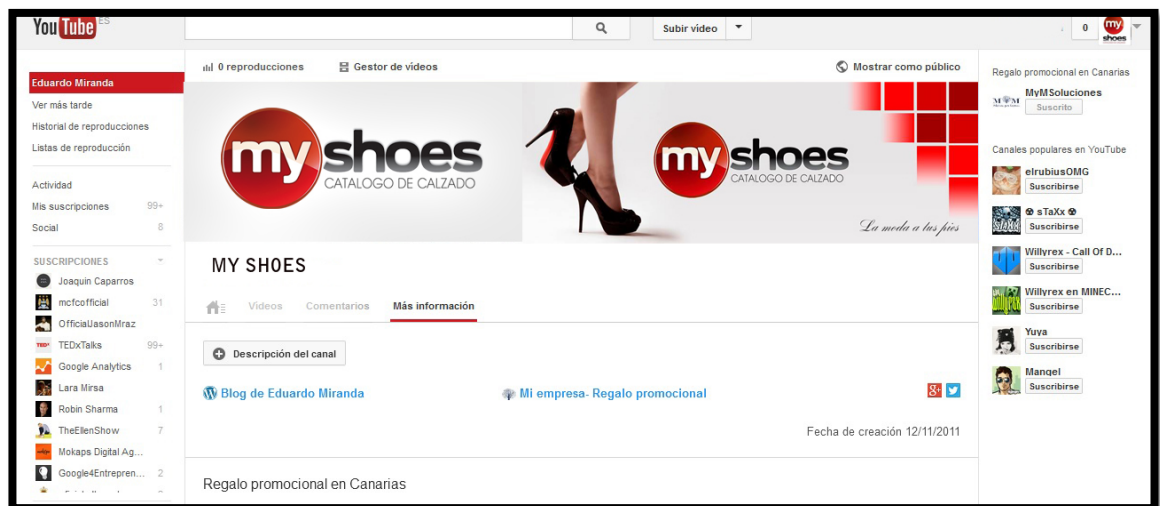 YouTube ES
Subir vídeo
0
my shoes
Eduardo Miranda
Ver más tarde
Historial de reproducciones
Listas de reproducción
Actividad
Mis suscripciones 99+
Social 8
SUSCRIPCIONES
Joaquin Caparros
mcfcofficial 31
OfficialJasonMraz
TEDxTalks 99+
Google Analytics 1
Lara Mirsa
Robin Sharma 1
TheEllenShow 7
Mokaps Digital Ag...
Google4Entrepren... 2
0 reproducciones
Gestor de vídeos
Mostrar como público
my shoes
CATALOGO DE CALZADO
my shoes
CATALOGO DE CALZADO
La moda a tus pies
MY SHOES
Vídeos Comentarios Más información
Descripción del canal
Blog de Eduardo Miranda
Mi empresa- Regalo promocional
Fecha de creación 12/11/2011
Regalo promocional en Canarias
Regalo promocional en Canarias
MyMSoluciones
Suscrito
Canales populares en YouTube
elrubiusOMG
Suscribirse
☢ sTaXx ☢
Suscribirse
Willyrex - Call Of D...
Suscribirse
Willyrex en MINEC...
Suscribirse
Yuya
Suscribirse
Mangel
Suscribirse